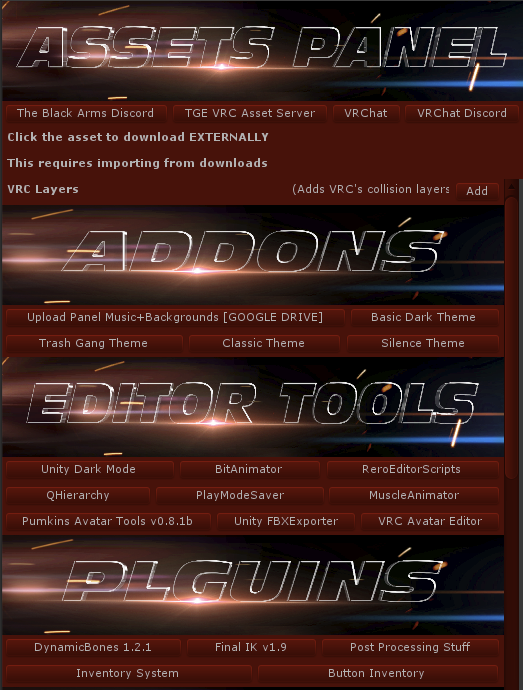 ASSETS PANEL
The Black Arms Discord TGE VRC Asset Server VRChat VRChat Discord
Click the asset to download EXTERNALLY
This requires importing from downloads
VRC Layers (Adds VRC's collision layers Add
ADDONS
Upload Panel Music+Backgrounds [GOOGLE DRIVE] Basic Dark Theme
Trash Gang Theme Classic Theme Silence Theme
EDITOR TOOLS
Unity Dark Mode BitAnimator ReroEditorScripts
QHierarchy PlayModeSaver MuscleAnimator
Pumkins Avatar Tools v0.8.1b Unity FBXExporter VRC Avatar Editor
PLGUINS
DynamicBones 1.2.1 Final IK v1.9 Post Processing Stuff
Inventory System Button Inventory